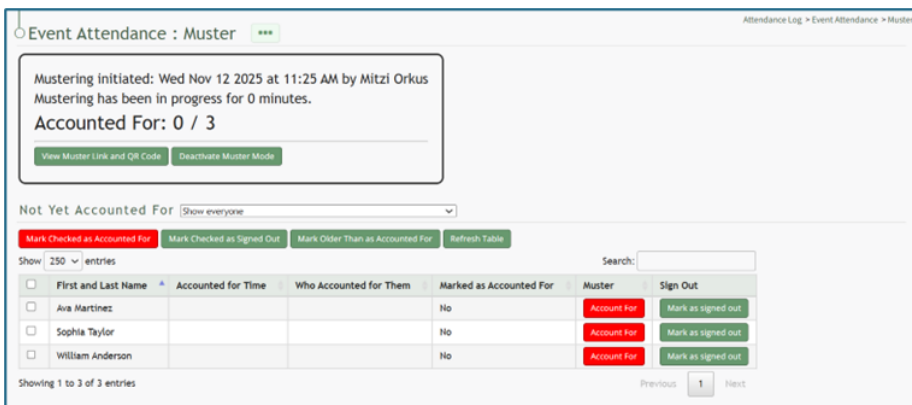 Attendance Log > Event Attendance > Muster
Event Attendance : Muster ***
Mustering initiated: Wed Nov 12 2025 at 11:25 AM by Mitzi Orkus
Mustering has been in progress for 0 minutes.
Accounted For: 0 / 3
View Muster Link and QR Code Deactivate Muster Mode
Not Yet Accounted For Show everyone
Mark Checked as Accounted For Mark Checked as Signed Out Mark Older Than as Accounted For Refresh Table
Show 250 entries Search:
First and Last Name Accounted for Time Who Accounted for Them Marked as Accounted For Muster Sign Out
Ava Martinez No Account For Mark as signed out
Sophia Taylor No Account For Mark as signed out
William Anderson No Account For Mark as signed out
Showing 1 to 3 of 3 entries Previous 1 Next